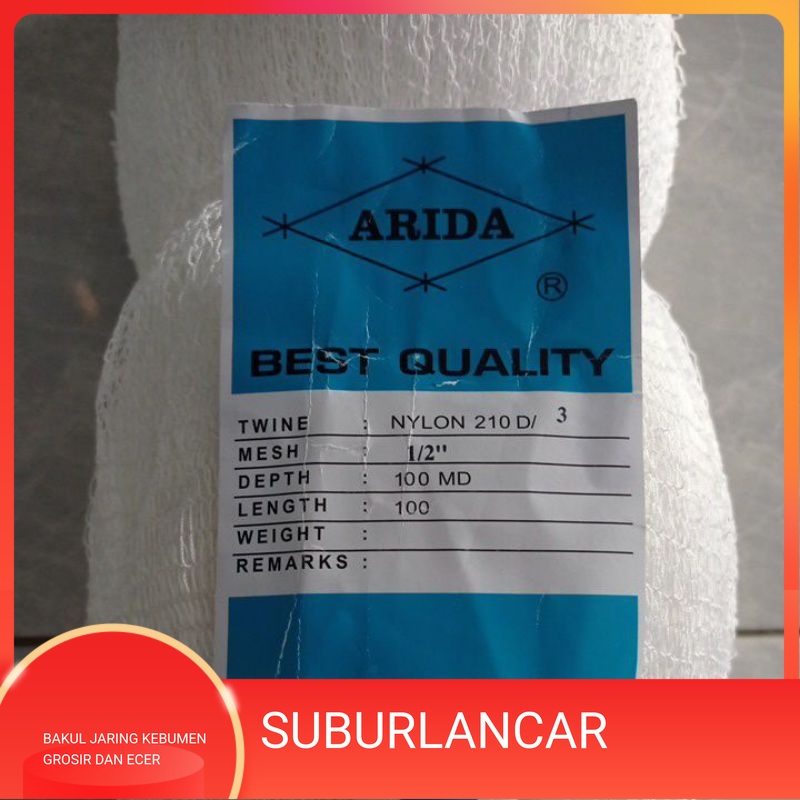 ARIDA
®
BEST QUALITY
TWINE : NYLON 210 D/ 3
MESH : 1/2"
DEPTH : 100 MD
LENGTH : 100
WEIGHT :
REMARKS :
BAKUL JARING KEBUMEN
GROSIR DAN ECER
SUBURLANCAR